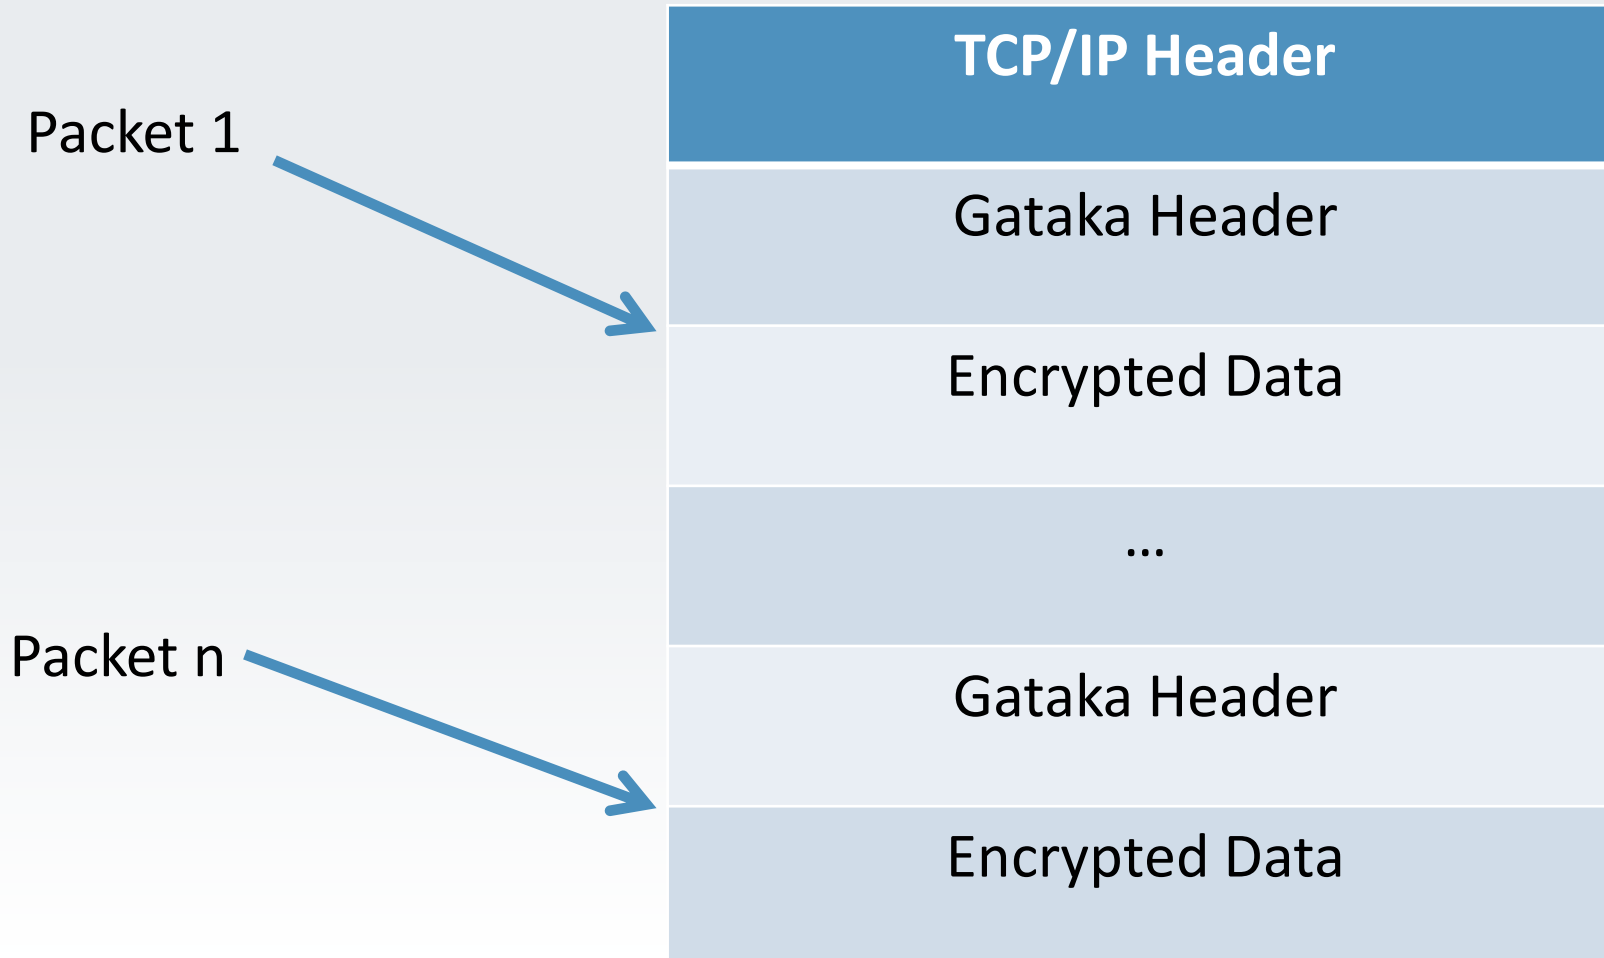 TCP/IP Header
Packet 1
Gataka Header
Encrypted Data
...
Packet n
Gataka Header
Encrypted Data